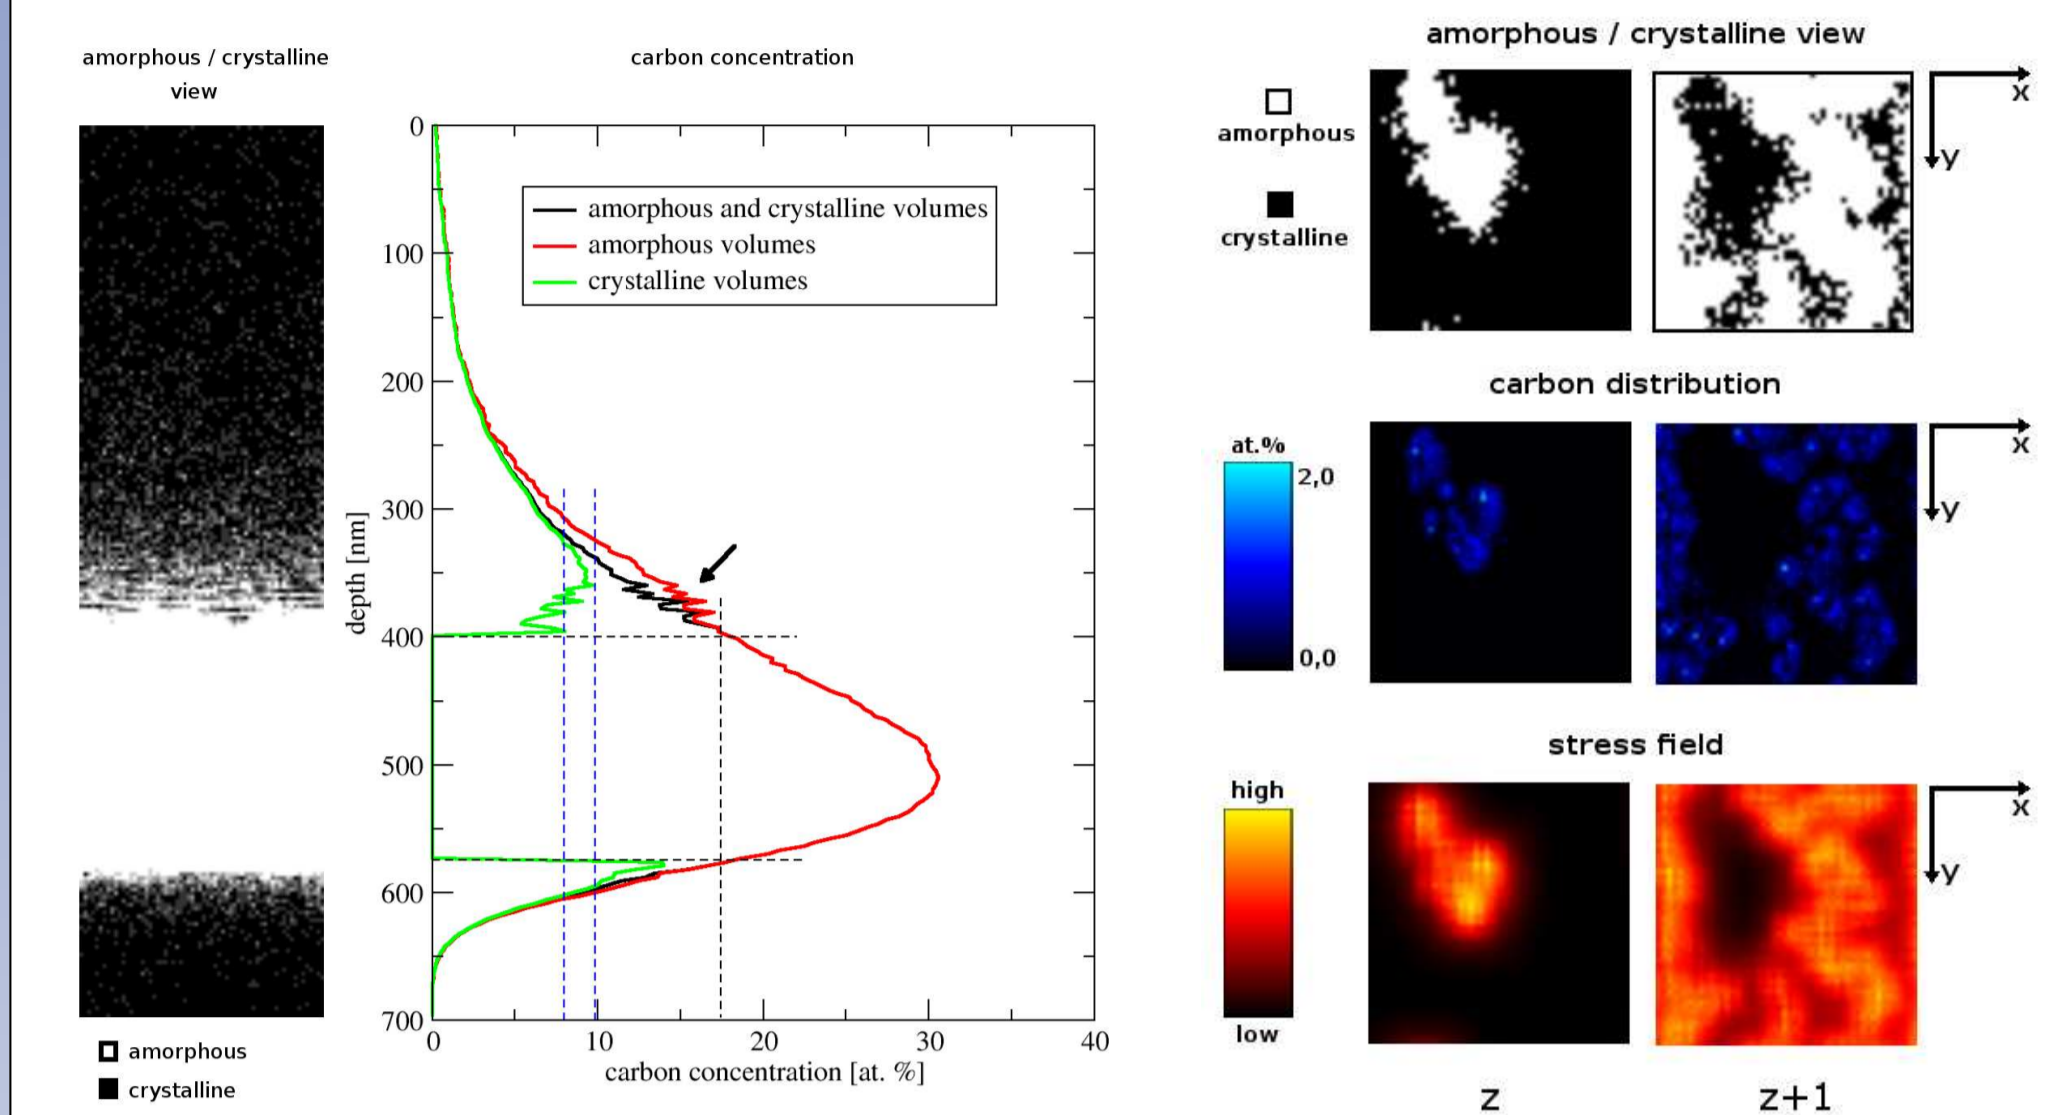 amorphous / crystalline
view
amorphous
crystalline
carbon concentration
0
100
200
300
400
500
600
700
depth [nm]
amorphous and crystalline volumes
amorphous volumes
crystalline volumes
0 10 20 30 40
carbon concentration [at. %]
amorphous / crystalline view
amorphous
crystalline
x
y
carbon distribution
at.%
2,0
0,0
x
y
stress field
high
low
x
y
z z+1